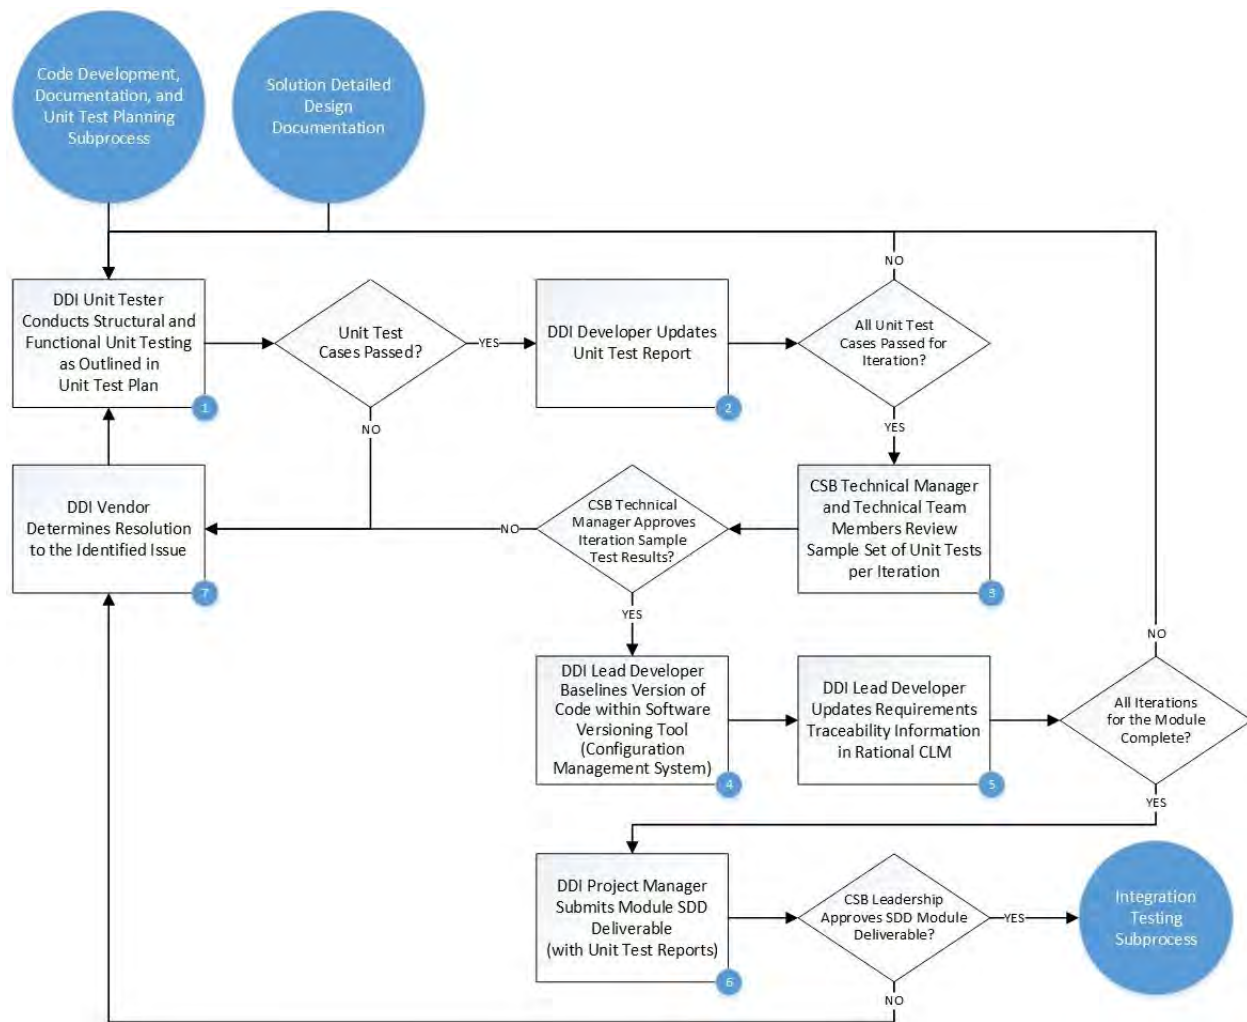 Code Development,
Documentation, and
Unit Test Planning
Subprocess
Solution Detailed
Design
Documentation
NO
DDI Unit Tester
Conducts Structural and
Functional Unit Testing
as Outlined in
Unit Test Plan
1
Unit Test
Cases Passed?
YES
DDI Developer Updates
Unit Test Report
2
All Unit Test
Cases Passed for
Iteration?
NO
YES
DDI Vendor
Determines Resolution
to the Identified Issue
7
NO
CSB Technical
Manager Approves
Iteration Sample
Test Results?
CSB Technical Manager
and Technical Team
Members Review
Sample Set of Unit Tests
per Iteration
3
YES
NO
DDI Lead Developer
Baselines Version of
Code within Software
Versioning Tool
(Configuration
Management System)
4
DDI Lead Developer
Updates Requirements
Traceability Information
in Rational CLM
5
All Iterations
for the Module
Complete?
YES
DDI Project Manager
Submits Module SDD
Deliverable
(with Unit Test Reports)
6
CSB Leadership
Approves SDD Module
Deliverable?
YES
Integration
Testing
Subprocess
NO